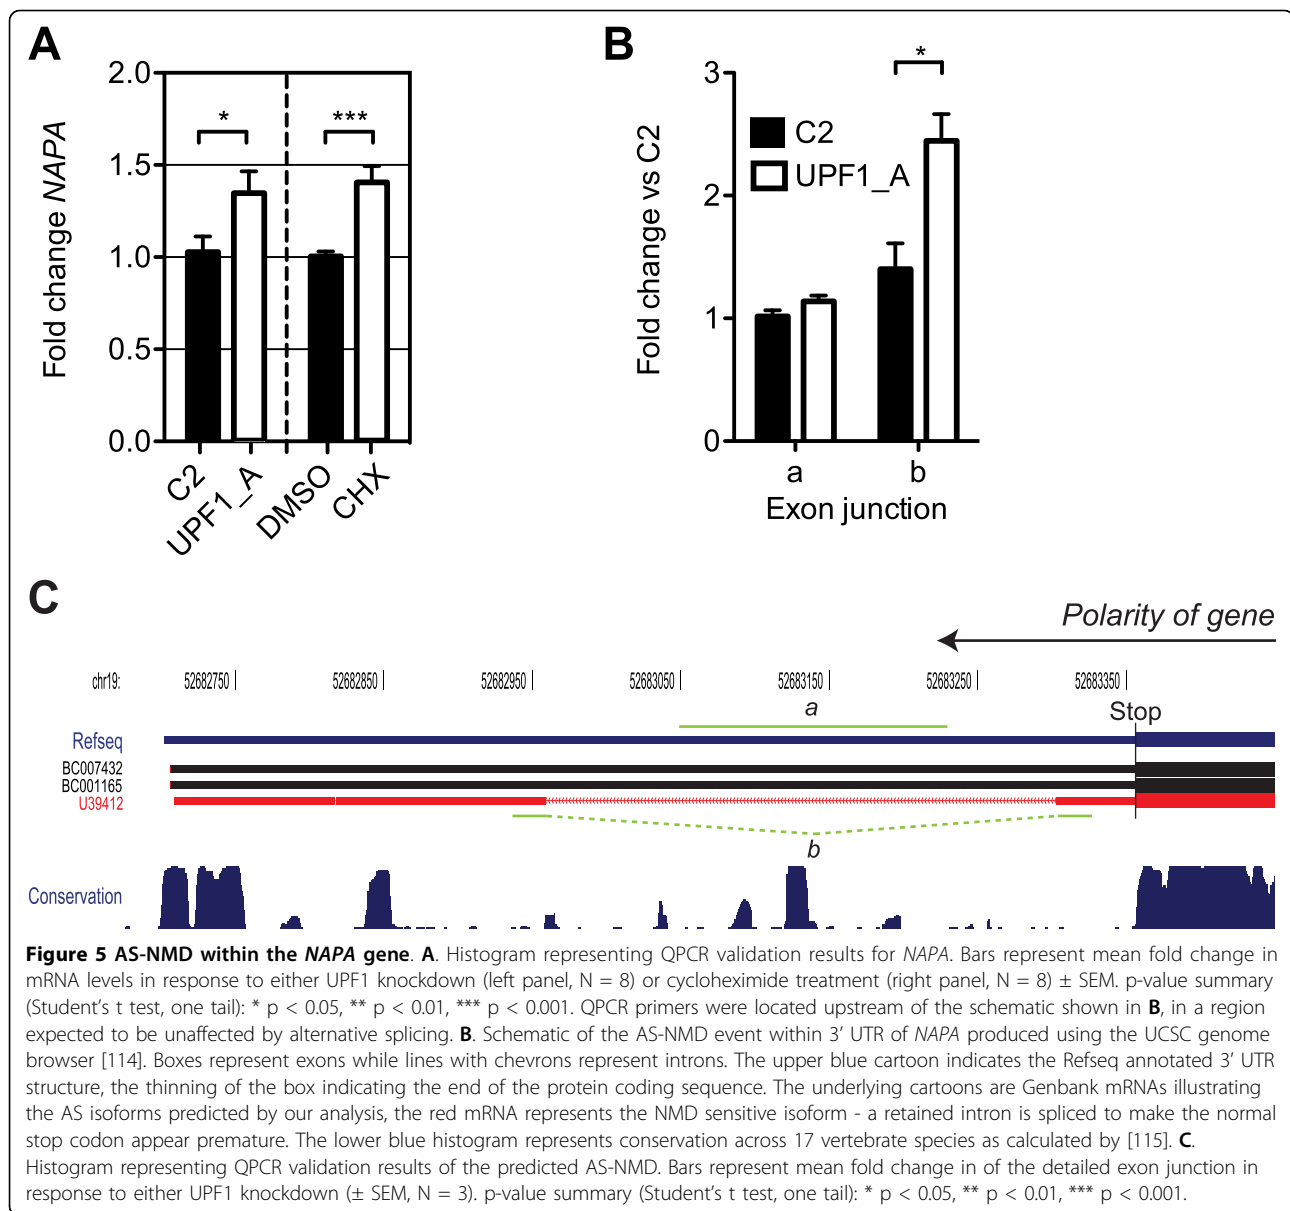 A
B
2.0
1.5
1.0
0.5
0.0
Fold change NAPA
*
***
C2
UPF1_A
DMSO
CHX
3
2
1
0
Fold change vs C2
*
C2
UPF1_A
a
b
Exon junction
C
Polarity of gene
chr19:
52682750
52682850
52682950
52683050
52683150
52683250
52683350
a
Stop
Refseq
BC007432
BC001165
U39412
b
Conservation
Figure 5 AS-NMD within the NAPA gene. A. Histogram representing QPCR validation results for NAPA. Bars represent mean fold change in
mRNA levels in response to either UPF1 knockdown (left panel, N = 8) or cycloheximide treatment (right panel, N = 8) ± SEM. p-value summary
(Student’s t test, one tail): * p < 0.05, ** p < 0.01, *** p < 0.001. QPCR primers were located upstream of the schematic shown in B, in a region
expected to be unaffected by alternative splicing. B. Schematic of the AS-NMD event within 3’ UTR of NAPA produced using the UCSC genome
browser [114]. Boxes represent exons while lines with chevrons represent introns. The upper blue cartoon indicates the Refseq annotated 3’ UTR
structure, the thinning of the box indicating the end of the protein coding sequence. The underlying cartoons are Genbank mRNAs illustrating
the AS isoforms predicted by our analysis, the red mRNA represents the NMD sensitive isoform - a retained intron is spliced to make the normal
stop codon appear premature. The lower blue histogram represents conservation across 17 vertebrate species as calculated by [115]. C.
Histogram representing QPCR validation results of the predicted AS-NMD. Bars represent mean fold change in of the detailed exon junction in
response to either UPF1 knockdown (± SEM, N = 3). p-value summary (Student’s t test, one tail): * p < 0.05, ** p < 0.01, *** p < 0.001.